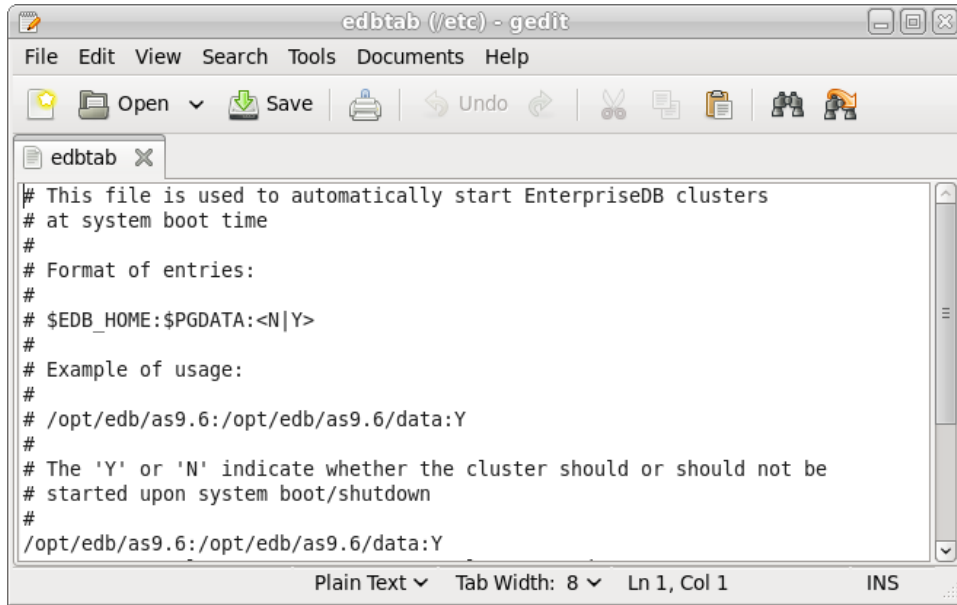 edbtab (/etc) - gedit
File Edit View Search Tools Documents Help
Open Save Undo
edbtab
# This file is used to automatically start EnterpriseDB clusters
# at system boot time
#
# Format of entries:
#
# $EDB_HOME:$PGDATA:<N|Y>
#
# Example of usage:
#
# /opt/edb/as9.6:/opt/edb/as9.6/data:Y
#
# The 'Y' or 'N' indicate whether the cluster should or should not be
# started upon system boot/shutdown
#
/opt/edb/as9.6:/opt/edb/as9.6/data:Y
Plain Text Tab Width: 8 Ln 1, Col 1 INS